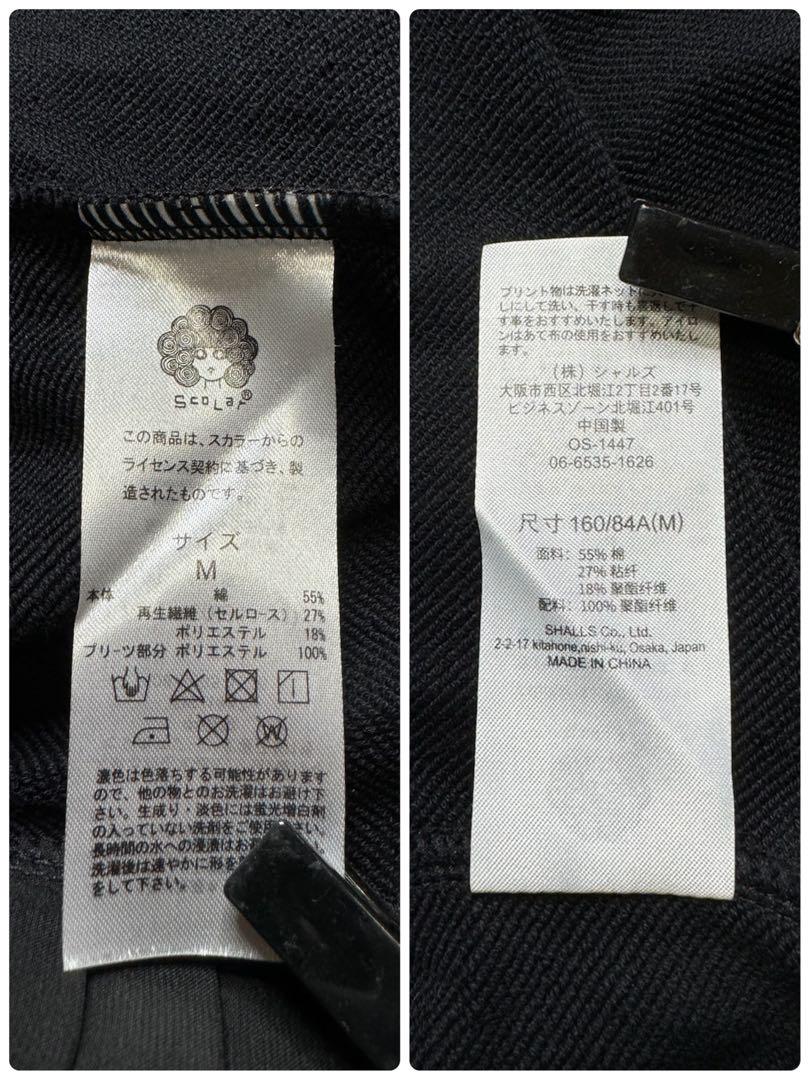 ScoLar®
この商品は、スカラーからの
ライセンス契約に基づき、製
造されたものです。
サイズ
M
本体 綿 55%
再生繊維（セルロース） 27%
ポリエステル 18%
プリーツ部分 ポリエステル 100%
W
濃色は色落ちする可能性があります
ので、他の物とのお洗濯はお避け下
さい。生成り・淡色には蛍光増白剤
の入っていない洗剤をご使用
長時間の水への浸漬はお
洗濯後は速やかに形を
をして下さい。
プリント物は洗濯ネットに
しにして洗い、干す時も裏返しで干
す事をおすすめいたします。アイロ
ンはあて布の使用をおすすめいたし
ます。
（株）シャルズ
大阪市西区北堀江2丁目2番17号
ビジネスゾーン北堀江401号
中国製
OS-1447
06-6535-1626
尺寸 160/84A(M)
面料: 55% 棉
27% 粘纤
18% 聚酯纤维
配料: 100% 聚酯纤维
SHALLS Co., Ltd.
2-2-17 kitahone,nishi-ku, Osaka, Japan
MADE IN CHINA